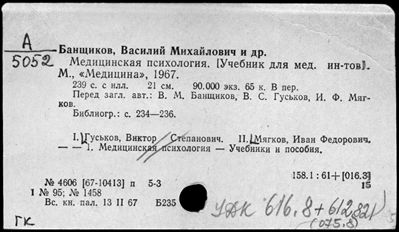 А
5052
Банщиков, Василий Михайлович и др.
Медицинская психология. [Учебник для мед. ин-тов].
М., «Медицина», 1967.
239 с. с илл. 21 см. 90.000 экз. 65 к. В пер.
Перед загл. авт.: В. М. Банщиков, В. С. Гуськов, И. Ф. Мягков.
Библиогр.: с. 234—236.
I. Гуськов, Виктор Степанович. II. Мягков, Иван Федорович.
— — 1. Медицинская психология — Учебники и пособия.
158.1 : 61+[016.3]
15
№ 4606 [67-10413] п 5-3
1 № 95; № 1458
Вс. кн. пал. 13 II 67 Б235
ГК
УДК 616.8+612.821
(075.8)